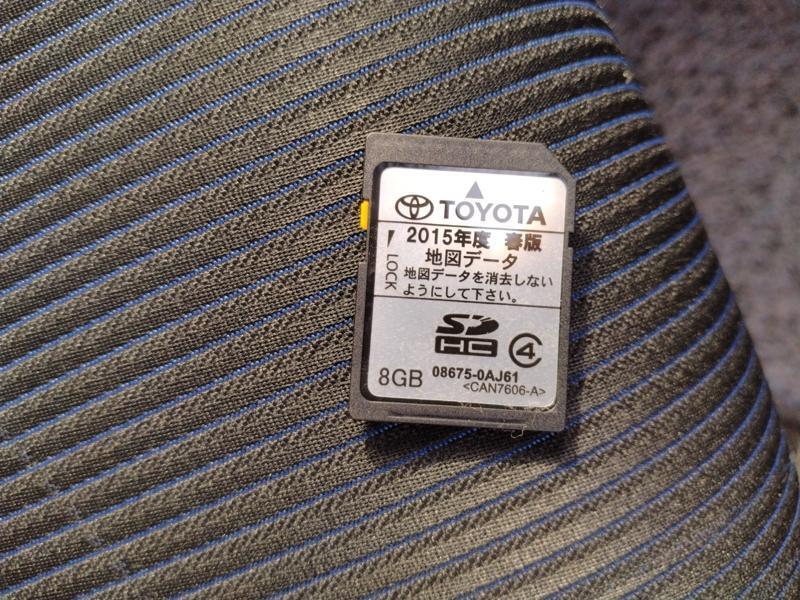 TOYOTA
2015年度 春版
地図データ
地図データを消去しない
ようにして下さい。
LOCK
SD
HC
4
8GB
08675-0AJ61
<CAN7606-A>